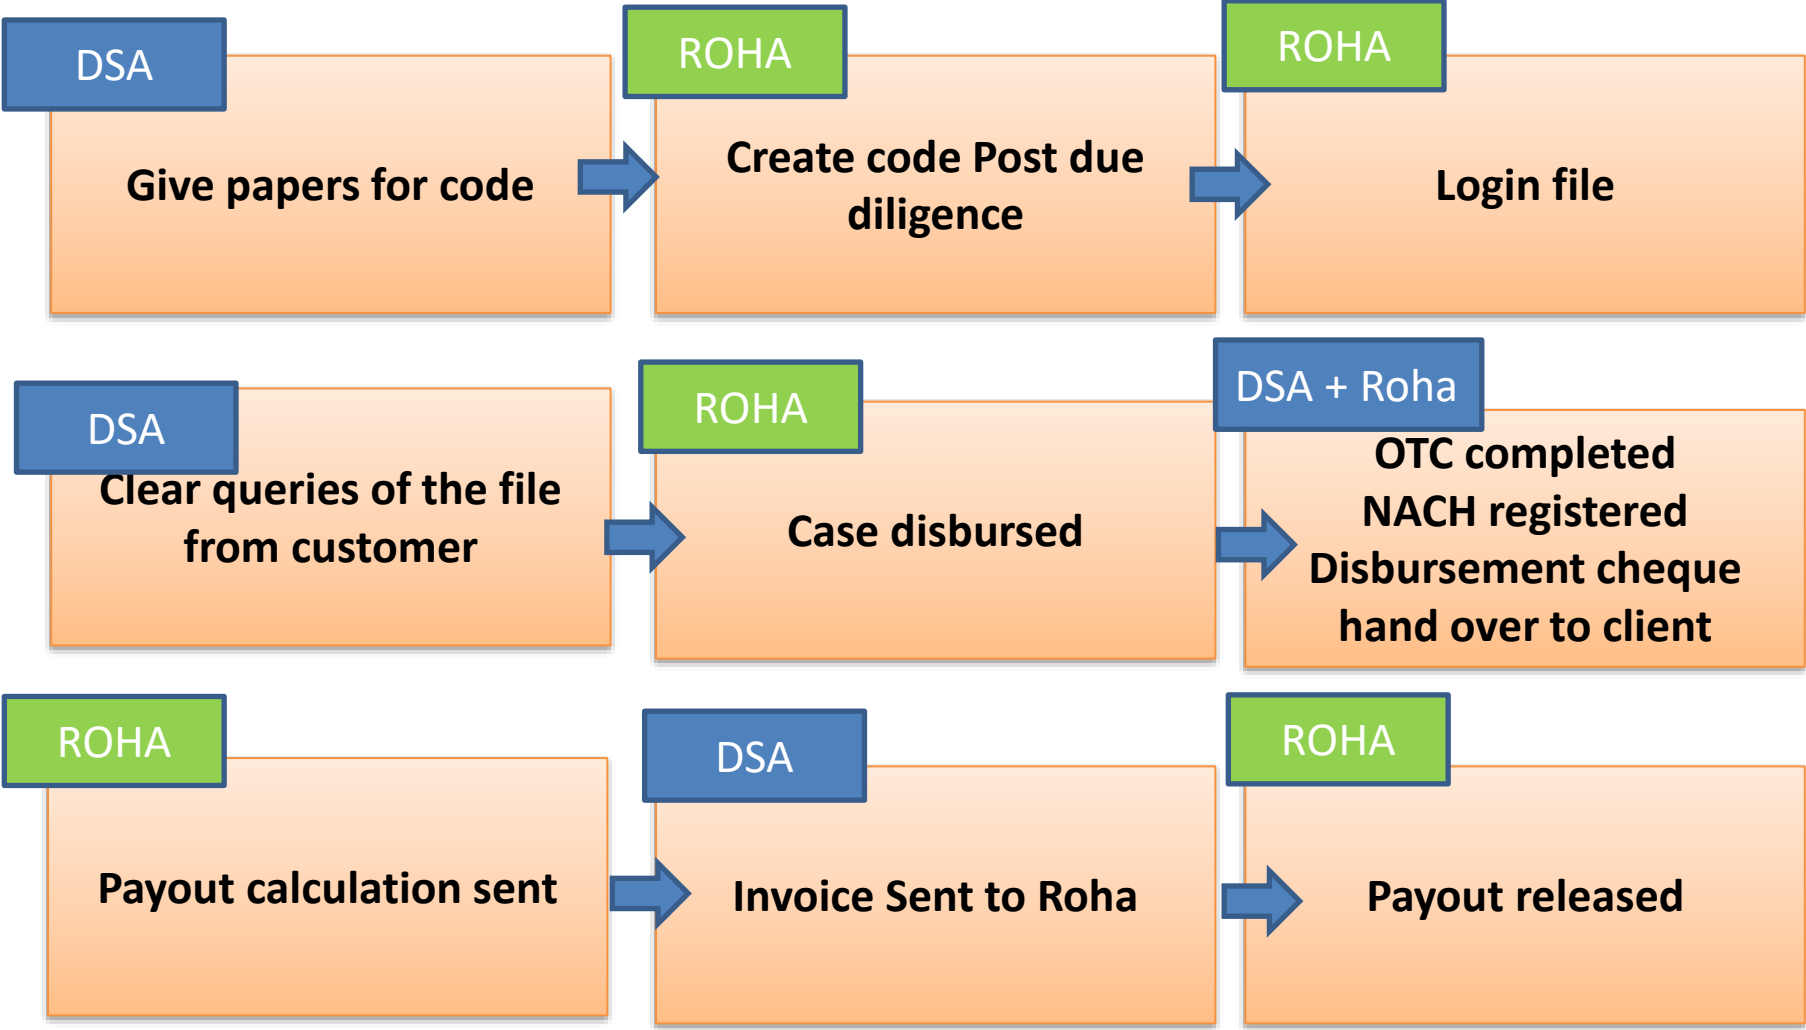 DSA
Give papers for code
ROHA
Create code Post due
diligence
ROHA
Login file
DSA
Clear queries of the file
from customer
ROHA
Case disbursed
DSA + Roha
OTC completed
NACH registered
Disbursement cheque
hand over to client
ROHA
Payout calculation sent
DSA
Invoice Sent to Roha
ROHA
Payout released